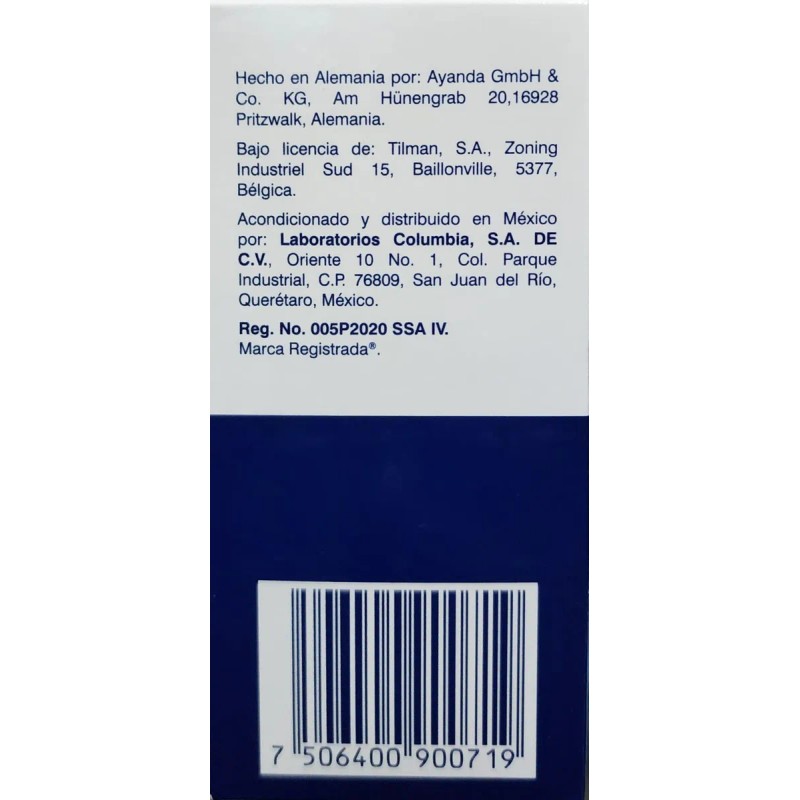 Hecho en Alemania por: Ayanda GmbH &
Co. KG, Am Hünengrab 20,16928
Pritzwalk, Alemania.
Bajo licencia de: Tilman, S.A., Zoning
Industriel Sud 15, Baillonville, 5377,
Bélgica.
Acondicionado y distribuido en México
por: Laboratorios Columbia, S.A. DE
C.V., Oriente 10 No. 1, Col. Parque
Industrial, C.P. 76809, San Juan del Río,
Querétaro, México.
Reg. No. 005P2020 SSA IV.
Marca Registrada®.
7 506400 900719